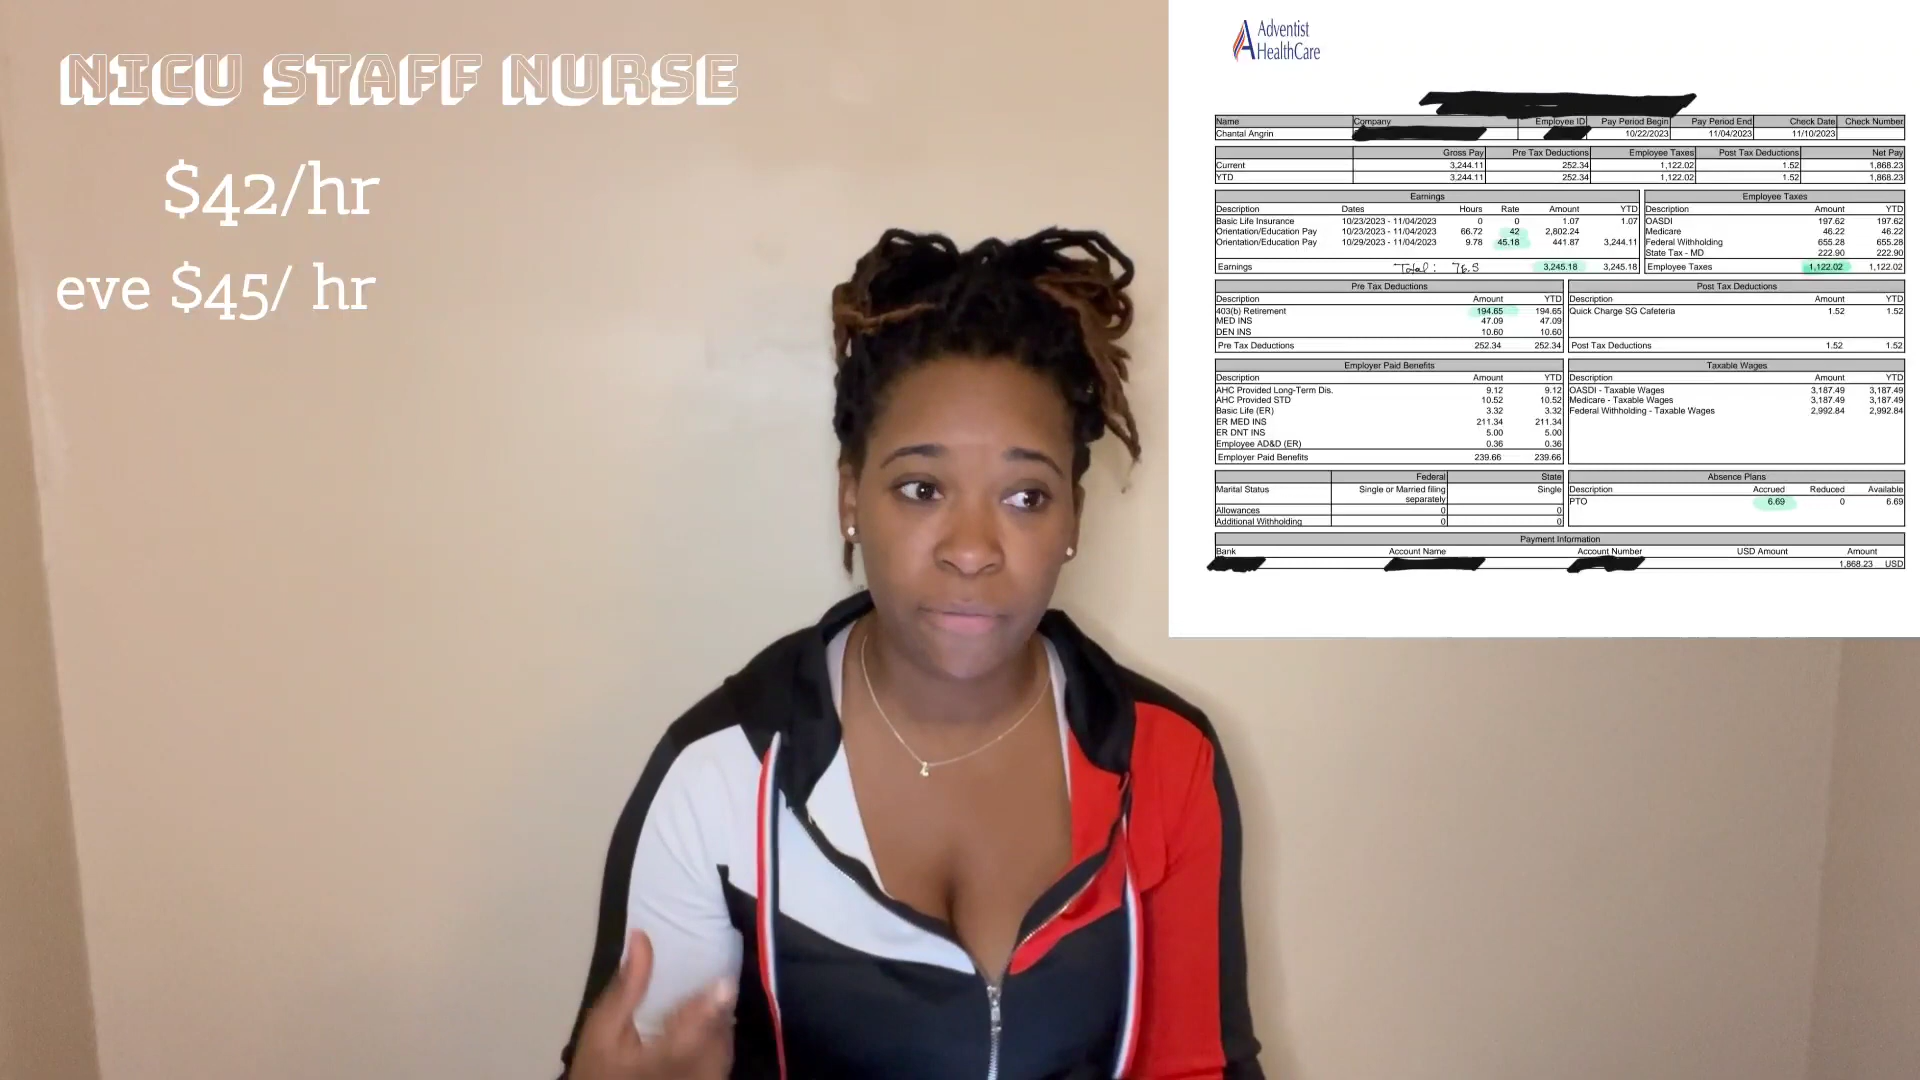 NICU STAFF NURSE
$42/hr
eve $45/ hr
Adventist
HealthCare
Name Company Employee ID Pay Period Begin Pay Period End Check Date Check Number
Chantal Angrin 10/22/2023 11/04/2023 11/10/2023
Gross Pay Pre Tax Deductions Employee Taxes Post Tax Deductions Net Pay
Current 3,244.11 252.34 1,122.02 1.52 1,868.23
YTD 3,244.11 252.34 1,122.02 1.52 1,868.23
Earnings
Description Dates Hours Rate Amount YTD
Basic Life Insurance 10/23/2023 - 11/04/2023 0 0 1.07 1.07
Orientation/Education Pay 10/23/2023 - 11/04/2023 66.72 42 2,802.24
Orientation/Education Pay 10/29/2023 - 11/04/2023 9.78 45.18 441.87 3,244.11
Earnings Total: 76.5 3,245.18 3,245.18
Employee Taxes
Description Amount YTD
OASDI 197.62 197.62
Medicare 46.22 46.22
Federal Withholding 655.28 655.28
State Tax - MD 222.90 222.90
Employee Taxes 1,122.02 1,122.02
Pre Tax Deductions
Description Amount YTD
403(b) Retirement 194.65 194.65
MED INS 47.09 47.09
DEN INS 10.60 10.60
Pre Tax Deductions 252.34 252.34
Post Tax Deductions
Description Amount YTD
Quick Charge SG Cafeteria 1.52 1.52
Post Tax Deductions 1.52 1.52
Employer Paid Benefits
Description Amount YTD
AHC Provided Long-Term Dis. 9.12 9.12
AHC Provided STD 10.52 10.52
Basic Life (ER) 3.32 3.32
ER MED INS 211.34 211.34
ER DNT INS 5.00 5.00
Employee AD&D (ER) 0.36 0.36
Employer Paid Benefits 239.66 239.66
Taxable Wages
Description Amount YTD
OASDI - Taxable Wages 3,187.49 3,187.49
Medicare - Taxable Wages 3,187.49 3,187.49
Federal Withholding - Taxable Wages 2,992.84 2,992.84
Federal State
Marital Status Single or Married filing Single
separately
Allowances 0 0
Additional Withholding 0 0
Absence Plans
Description Accrued Reduced Available
PTO 6.69 0 6.69
Payment Information
Bank Account Name Account Number USD Amount Amount
1,868.23 USD